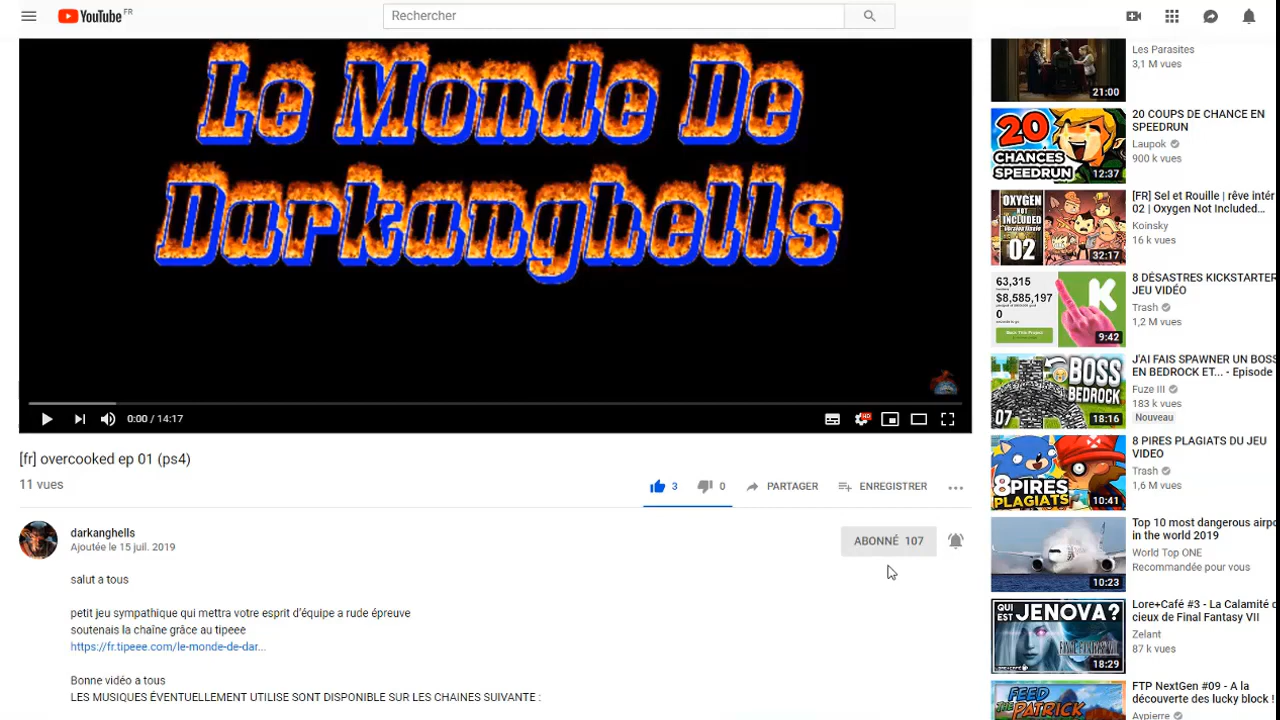 YouTube FR
Rechercher
Le Monde De
Darkanghells
0:00 / 14:17
HD
[fr] overcooked ep 01 (ps4)
11 vues
3
0
PARTAGER
ENREGISTRER
darkanghells
Ajoutée le 15 juil. 2019
ABONNÉ 107
salut a tous
petit jeu sympathique qui mettra votre esprit d'équipe a rude épreuve
soutenais la chaîne grâce au tipeee
https://fr.tipeee.com/le-monde-de-dar...
Bonne vidéo a tous
LES MUSIQUES ÉVENTUELLEMENT UTILISE SONT DISPONIBLE SUR LES CHAINES SUIVANTE :
21:00
Les Parasites
3,1 M vues
20
CHANCES
SPEEDRUN
12:37
20 COUPS DE CHANCE EN
SPEEDRUN
Laupok
900 k vues
OXYGEN
NOT
INCLUDED
02
32:17
[FR] Sel et Rouille | rêve intér
02 | Oxygen Not Included...
Koinsky
16 k vues
63,315
$8,585,197
0
K
9:42
8 DÉSASTRES KICKSTARTER
JEU VIDÉO
Trash
1,2 M vues
BOSS
BEDROCK
07
18:16
J'AI FAIS SPAWNER UN BOSS
EN BEDROCK ET... - Episode
Fuze III
183 k vues
Nouveau
8 PIRES
PLAGIATS
10:41
8 PIRES PLAGIATS DU JEU
VIDEO
Trash
1,6 M vues
10:23
Top 10 most dangerous airpo
in the world 2019
World Top ONE
Recommandée pour vous
QUI
EST JENOVA?
FINAL FANTASY VII
18:29
Lore+Café #3 - La Calamité d
cieux de Final Fantasy VII
Zelant
87 k vues
FEED
THE
PATRICK
FTP NextGen #09 - A la
découverte des lucky block !
Aypierre